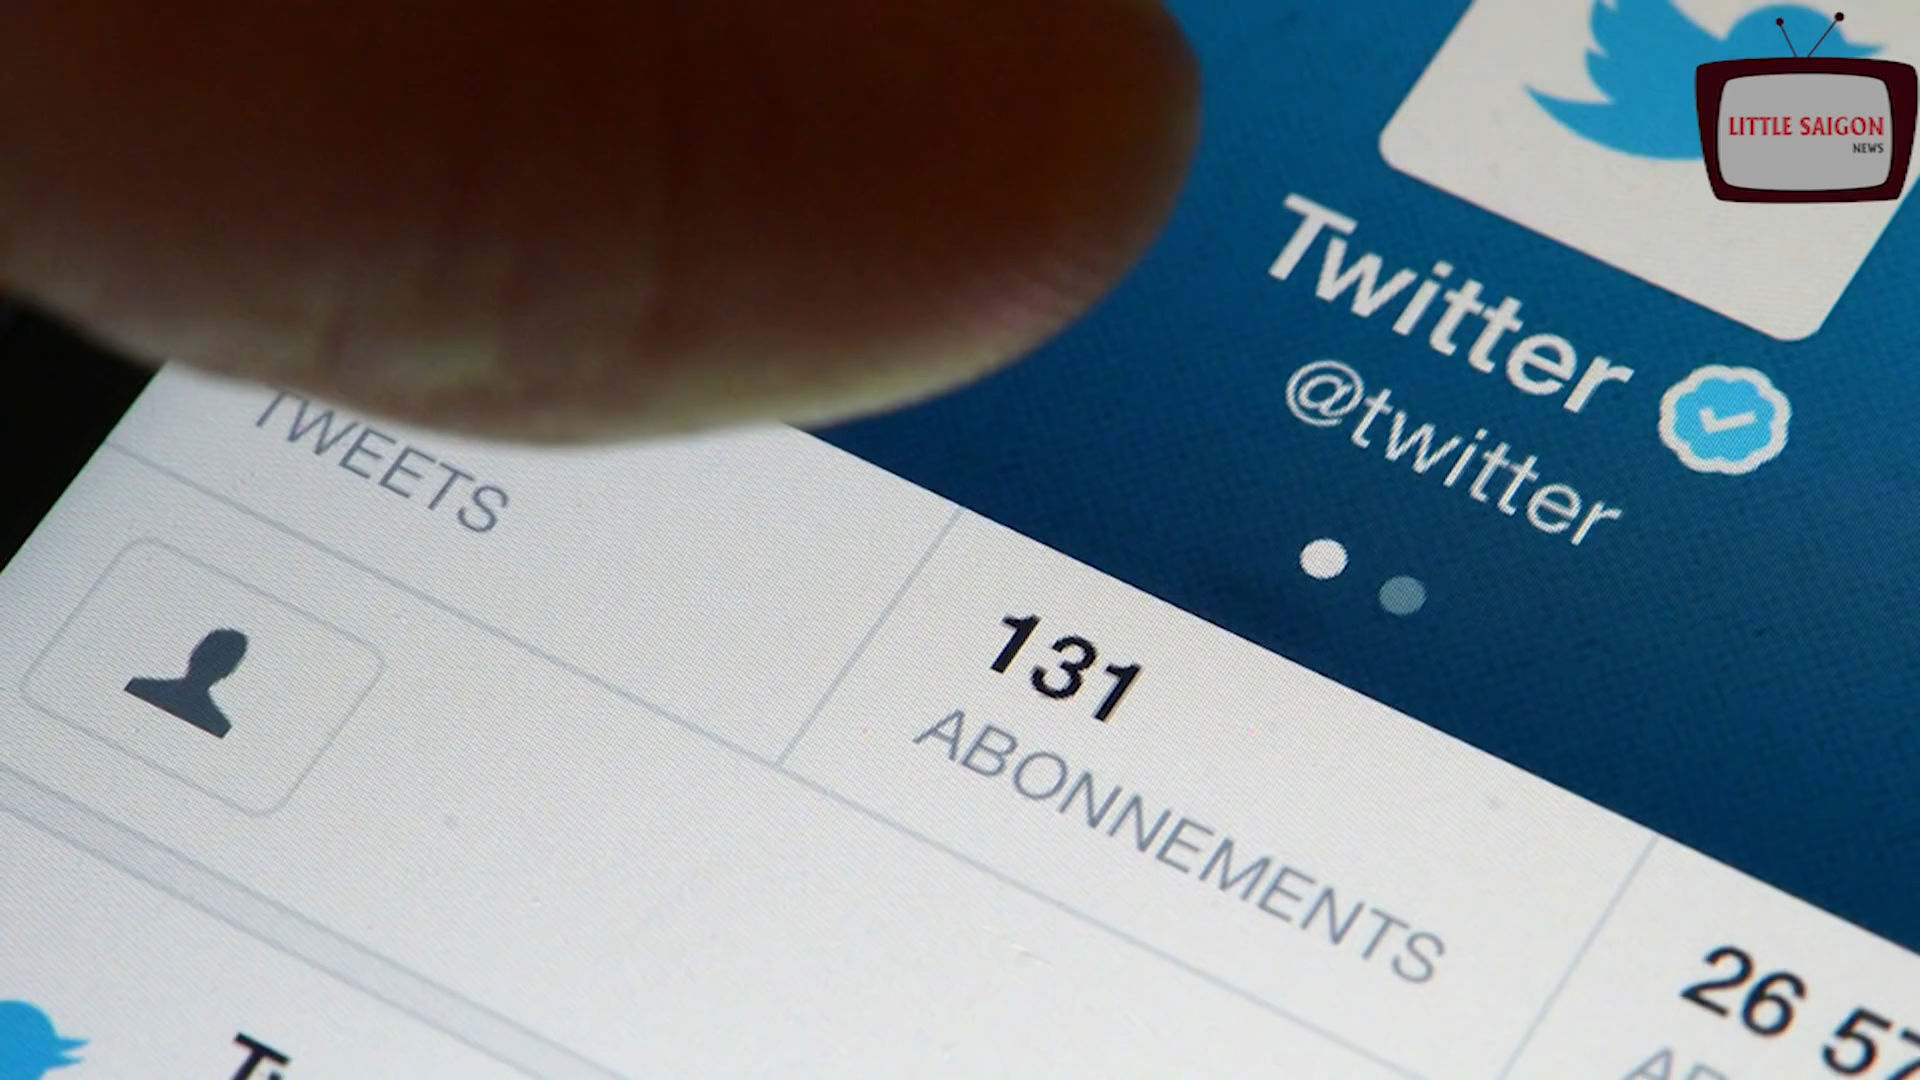 LITTLE SAIGON
NEWS
Twitter
@twitter
TWEETS
131
ABONNEMENTS
26 57